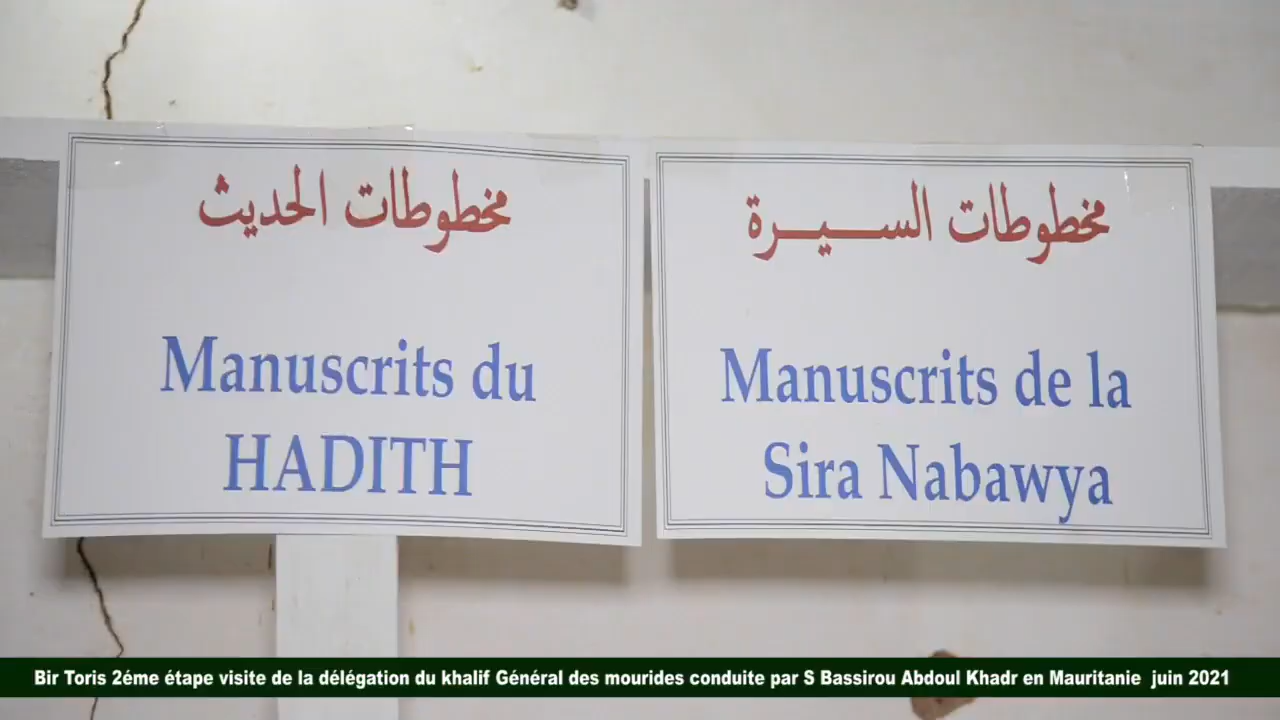 مخطوطات الحديث
Manuscrits du
HADITH
مخطوطات الســـيـــرة
Manuscrits de la
Sira Nabawya
Bir Toris 2éme étape visite de la délégation du khalif Général des mourides conduite par S Bassirou Abdoul Khadr en Mauritanie juin 2021